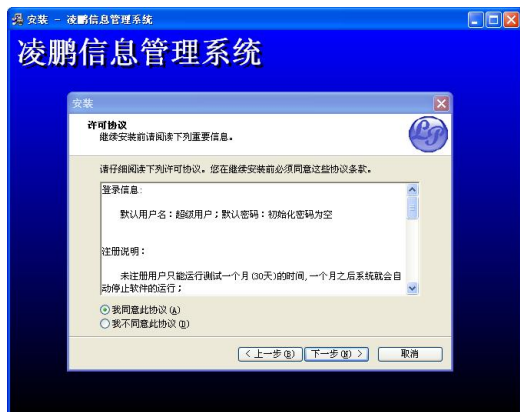 安装 - 凌鹏信息管理系统
凌鹏信息管理系统
安装
许可协议
继续安装前请阅读下列重要信息。
LP
请仔细阅读下列许可协议。您在继续安装前必须同意这些协议条款。
登录信息:
默认用户名：超级用户；默认密码：初始化密码为空
注册说明：
未注册用户只能运行测试一个月(30天)的时间,一个月之后系统就会自
动停止软件的运行；
我同意此协议(A)
我不同意此协议(D)
< 上一步(B)
下一步(N) >
取消